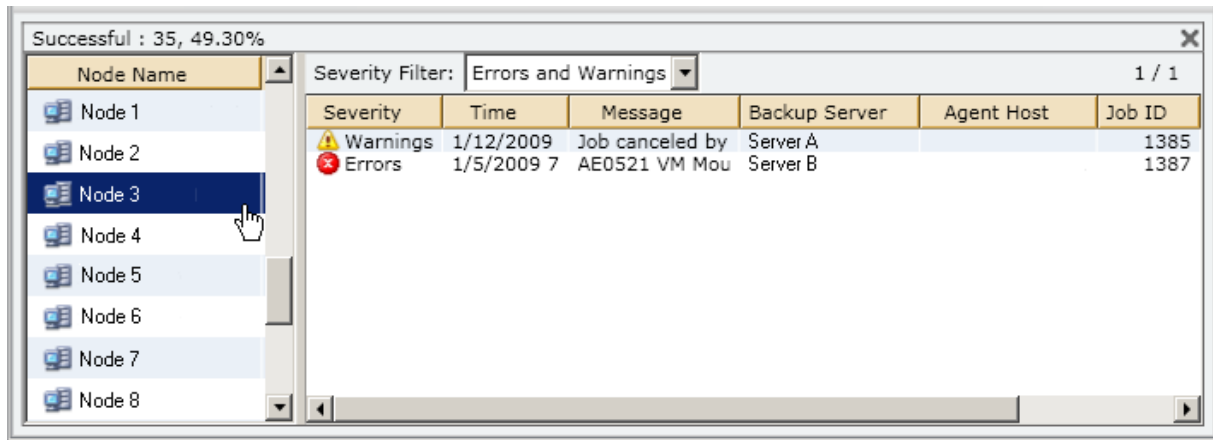 Successful : 35, 49.30%
Node Name
Node 1
Node 2
Node 3
Node 4
Node 5
Node 6
Node 7
Node 8
Severity Filter: Errors and Warnings 1 / 1
Severity Time Message Backup Server Agent Host Job ID
Warnings 1/12/2009 Job canceled by Server A 1385
Errors 1/5/2009 7 AE0521 VM Mou Server B 1387